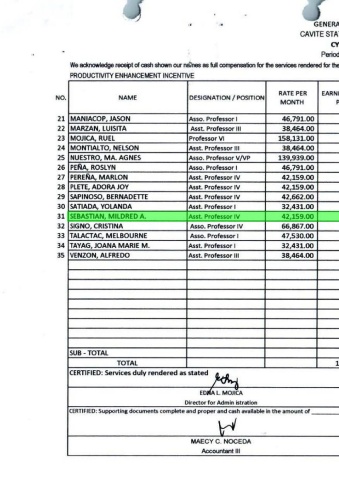 GENERA
CAVITE STA
CY
Period
We acknowledge receipt of cash shown our names as full compensation for the services rendered for the
PRODUCTIVITY ENHANCEMENT INCENTIVE
NO. NAME DESIGNATION / POSITION RATE PER MONTH EARN P
21 MANIACOP, JASON Asso. Professor I 46,791.00
22 MARZAN, LUISITA Asst. Professor III 38,464.00
23 MOJICA, RUEL Professor VI 158,131.00
24 MONTIALTO, NELSON Asst. Professor III 38,464.00
25 NUESTRO, MA. AGNES Asso. Professor V/VP 139,939.00
26 PEÑA, ROSLYN Asso. Professor I 46,791.00
27 PEREÑA, MARLON Asst. Professor IV 42,159.00
28 PLETE, ADORA JOY Asst. Professor IV 42,159.00
29 SAPINOSO, BERNADETTE Asst. Professor IV 42,662.00
30 SATIADA, YOLANDA Asst. Professor I 32,431.00
31 SEBASTIAN, MILDRED A. Asst. Professor IV 42,159.00
32 SIGNO, CRISTINA Asso. Professor IV 66,867.00
33 TALACTAC, MELBOURNE Asso. Professor I 47,530.00
34 TAYAG, JOANA MARIE M. Asst. Professor I 32,431.00
35 VENZON, ALFREDO Asst. Professor III 38,464.00
SUB - TOTAL
TOTAL 1
CERTIFIED: Services duly rendered as stated
EDNA L. MOJICA
Director for Admin istration
CERTIFIED: Supporting documents complete and proper and cash available in the amount of
MAECY C. NOCEDA
Accountant III